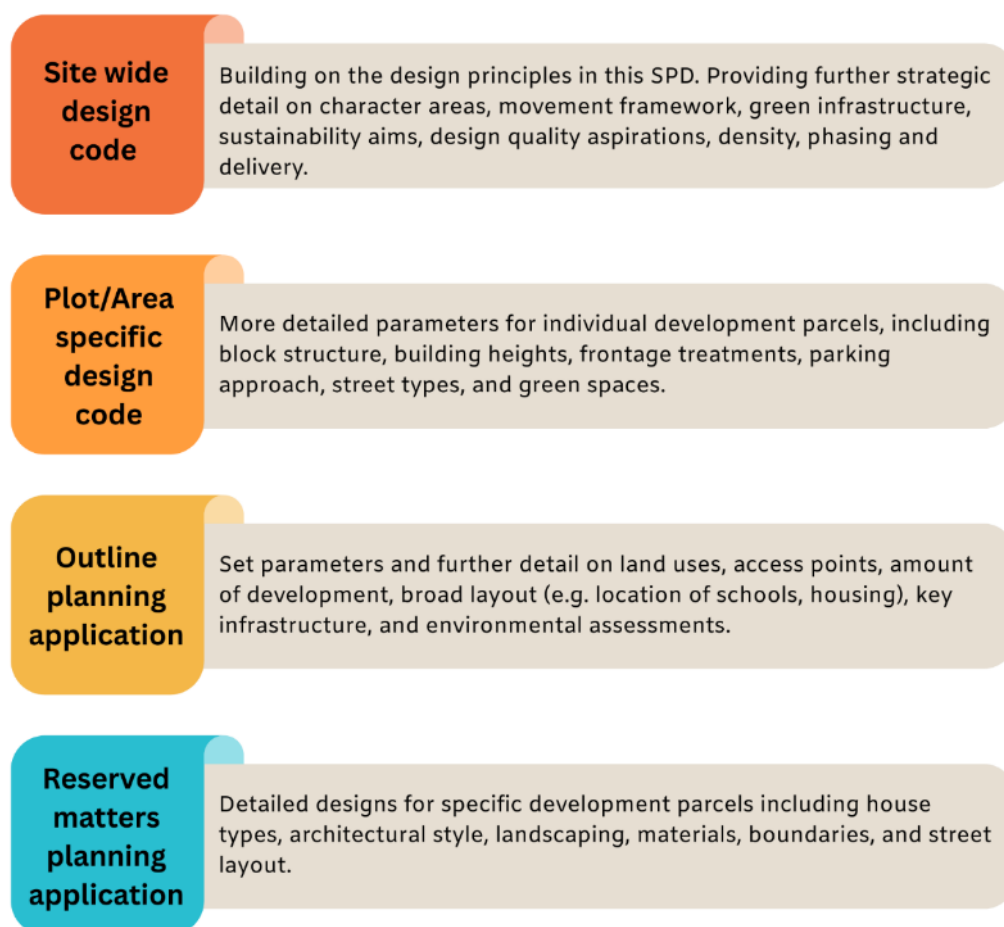 Site wide
design
code
Building on the design principles in this SPD. Providing further strategic
detail on character areas, movement framework, green infrastructure,
sustainability aims, design quality aspirations, density, phasing and
delivery.
Plot/Area
specific
design
code
More detailed parameters for individual development parcels, including
block structure, building heights, frontage treatments, parking
approach, street types, and green spaces.
Outline
planning
application
Set parameters and further detail on land uses, access points, amount
of development, broad layout (e.g. location of schools, housing), key
infrastructure, and environmental assessments.
Reserved
matters
planning
application
Detailed designs for specific development parcels including house
types, architectural style, landscaping, materials, boundaries, and street
layout.